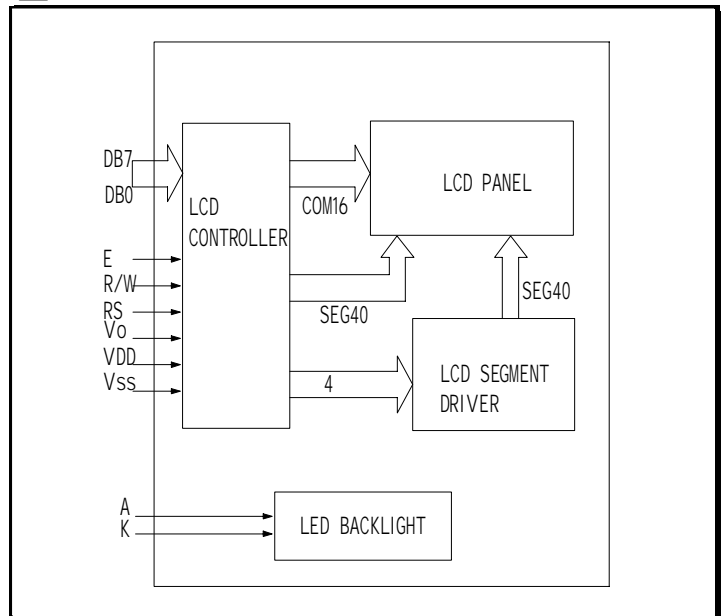 DB7
DB0
E
R/W
RS
Vo
VDD
Vss
LCD
CONTROLLER
COM16
SEG40
4
LCD PANEL
SEG40
LCD SEGMENT
DRIVER
A
K
LED BACKLIGHT